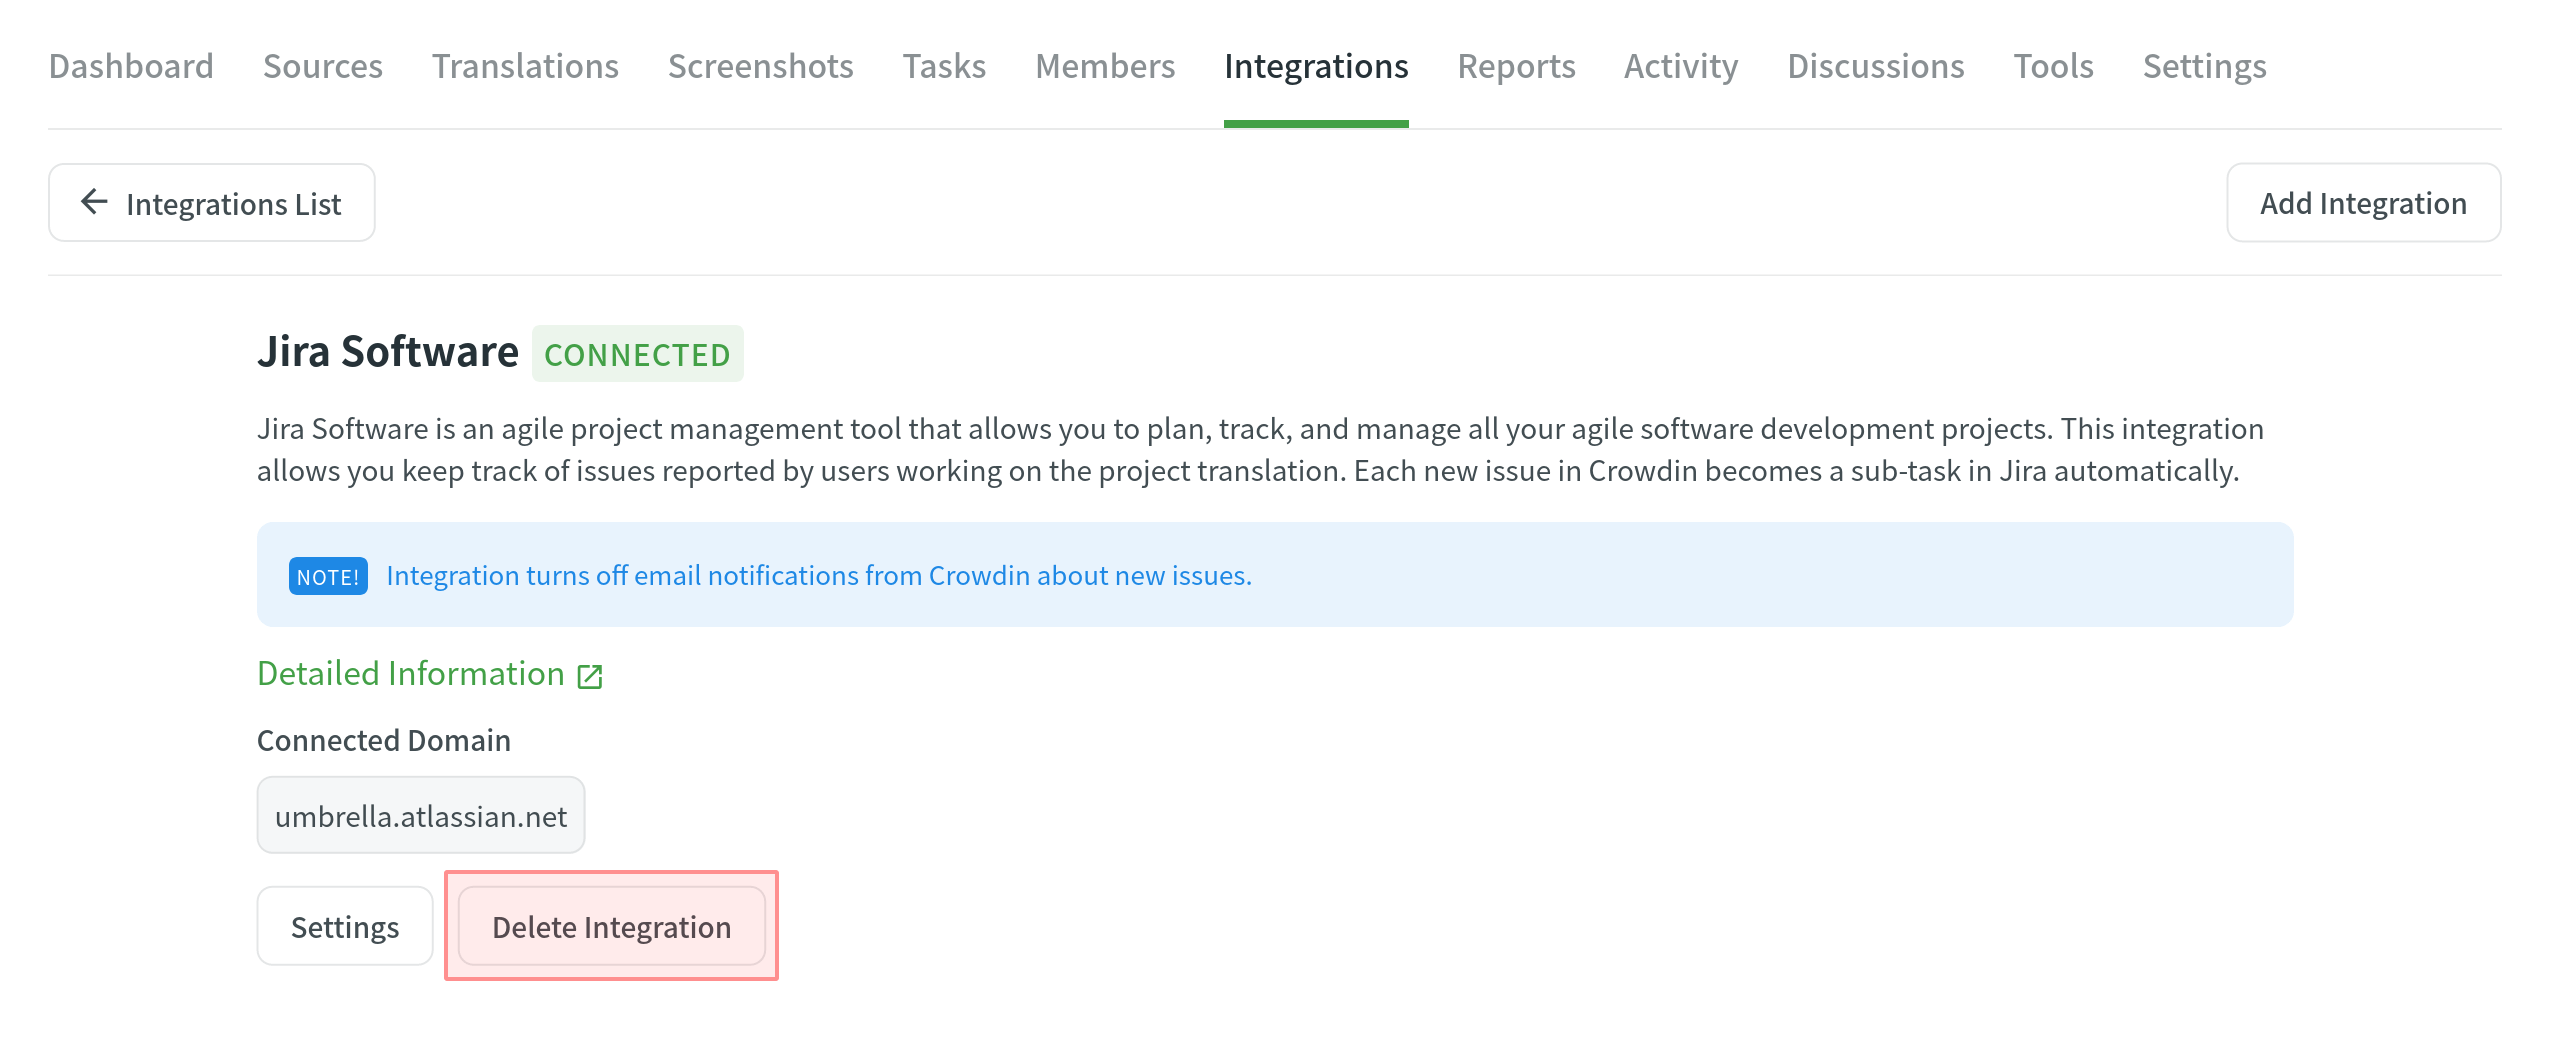 Dashboard Sources Translations Screenshots Tasks Members Integrations Reports Activity Discussions Tools Settings
Integrations List Add Integration
Jira Software CONNECTED
Jira Software is an agile project management tool that allows you to plan, track, and manage all your agile software development projects. This integration
allows you keep track of issues reported by users working on the project translation. Each new issue in Crowdin becomes a sub-task in Jira automatically.
NOTE! Integration turns off email notifications from Crowdin about new issues.
Detailed Information
Connected Domain
umbrella.atlassian.net
Settings Delete Integration